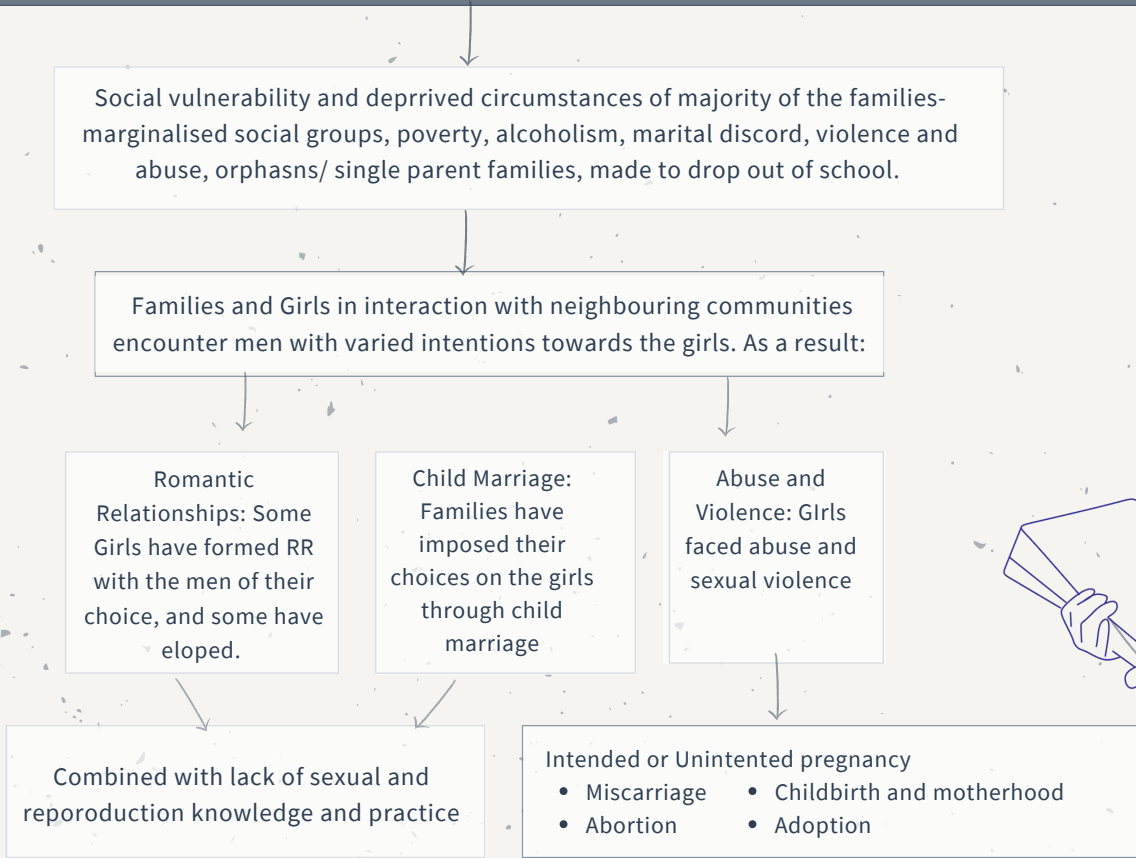 Social vulnerability and deprrived circumstances of majority of the families-
marginalised social groups, poverty, alcoholism, marital discord, violence and
abuse, orphasns/ single parent families, made to drop out of school.
Families and Girls in interaction with neighbouring communities
encounter men with varied intentions towards the girls. As a result:
Romantic
Relationships: Some
Girls have formed RR
with the men of their
choice, and some have
eloped.
Child Marriage:
Families have
imposed their
choices on the girls
through child
marriage
Abuse and
Violence: GIrls
faced abuse and
sexual violence
Combined with lack of sexual and
reporoduction knowledge and practice
Intended or Unintented pregnancy
• Miscarriage
• Abortion
• Childbirth and motherhood
• Adoption